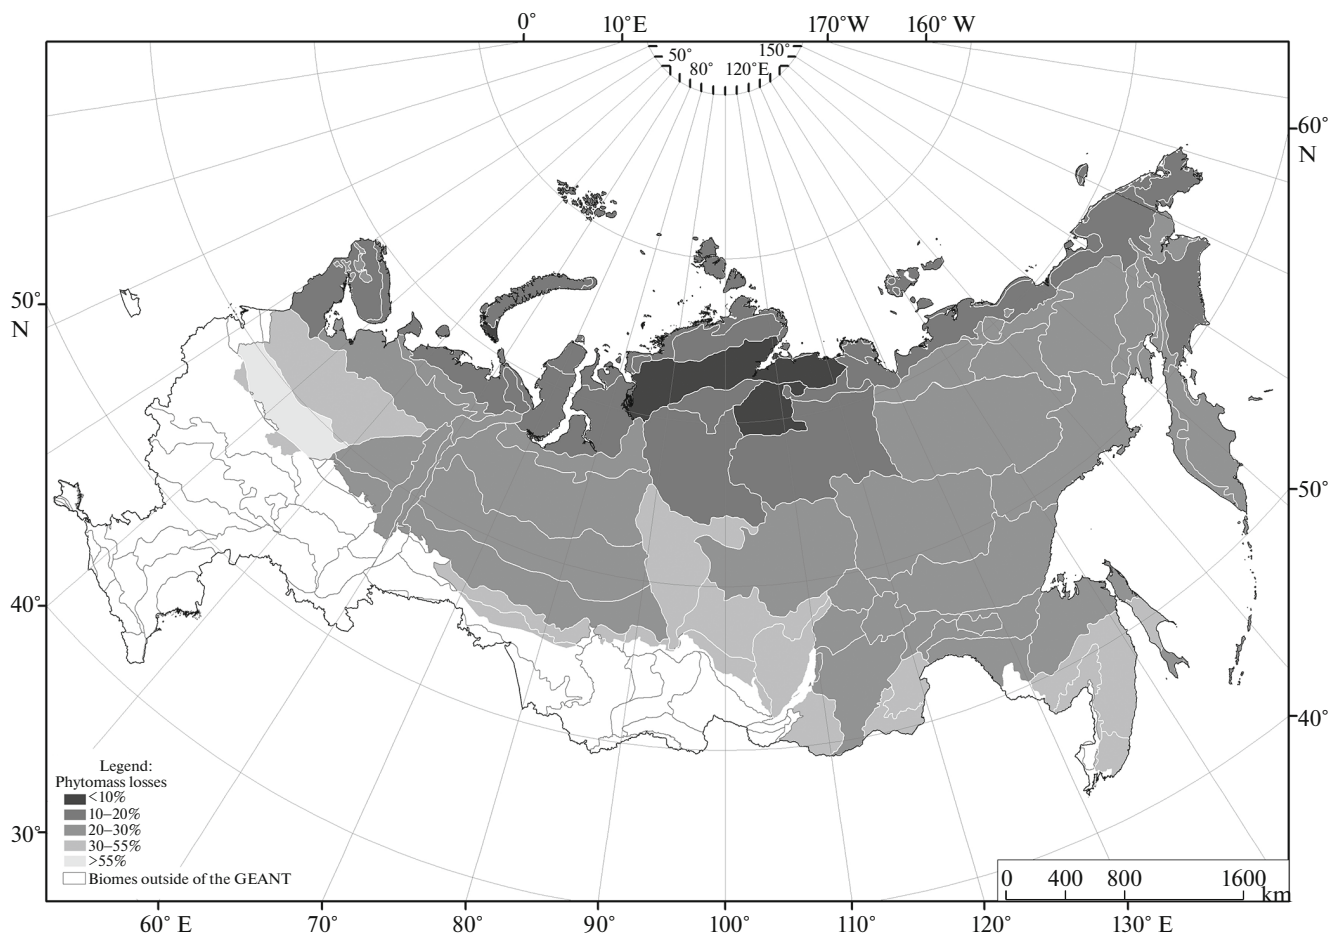 0° 10°E 170°W 160° W
50° 150°
80° 120°E
60°
N
50°
N
50°
40°
40°
30°
Legend:
Phytomass losses
<10%
10–20%
20–30%
30–55%
>55%
Biomes outside of the GEANT
0 400 800 1600
km
60° E 70° 80° 90° 100° 110° 120° 130° E